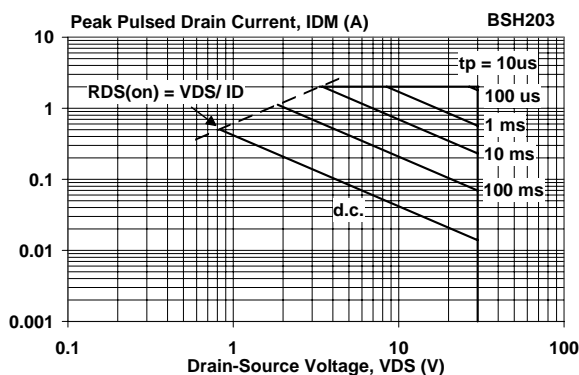 Peak Pulsed Drain Current, IDM (A) BSH203
10
tp = 10us
RDS(on) = VDS/ ID
100 us
1
1 ms
10 ms
0.1
100 ms
d.c.
0.01
0.001
0.1 1 10 100
Drain-Source Voltage, VDS (V)